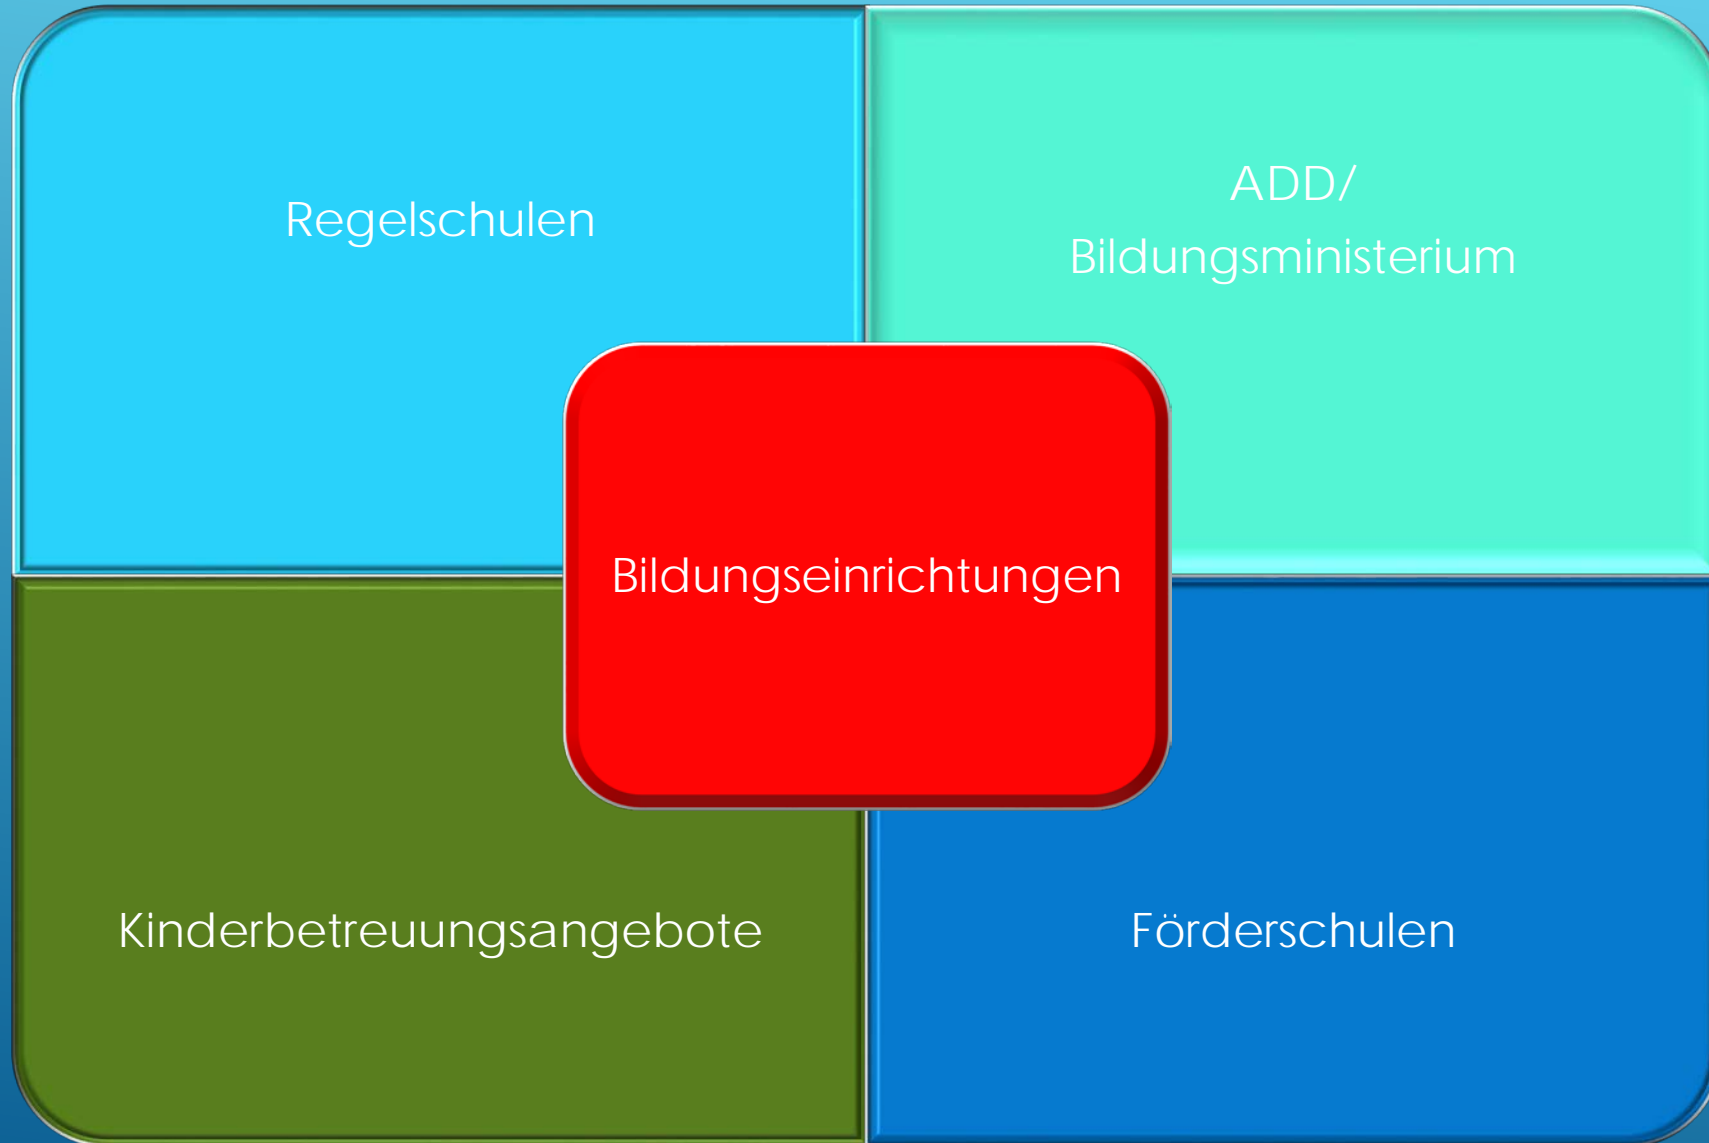 Regelschulen
ADD/
Bildungsministerium
Bildungseinrichtungen
Kinderbetreuungsangebote
Förderschulen